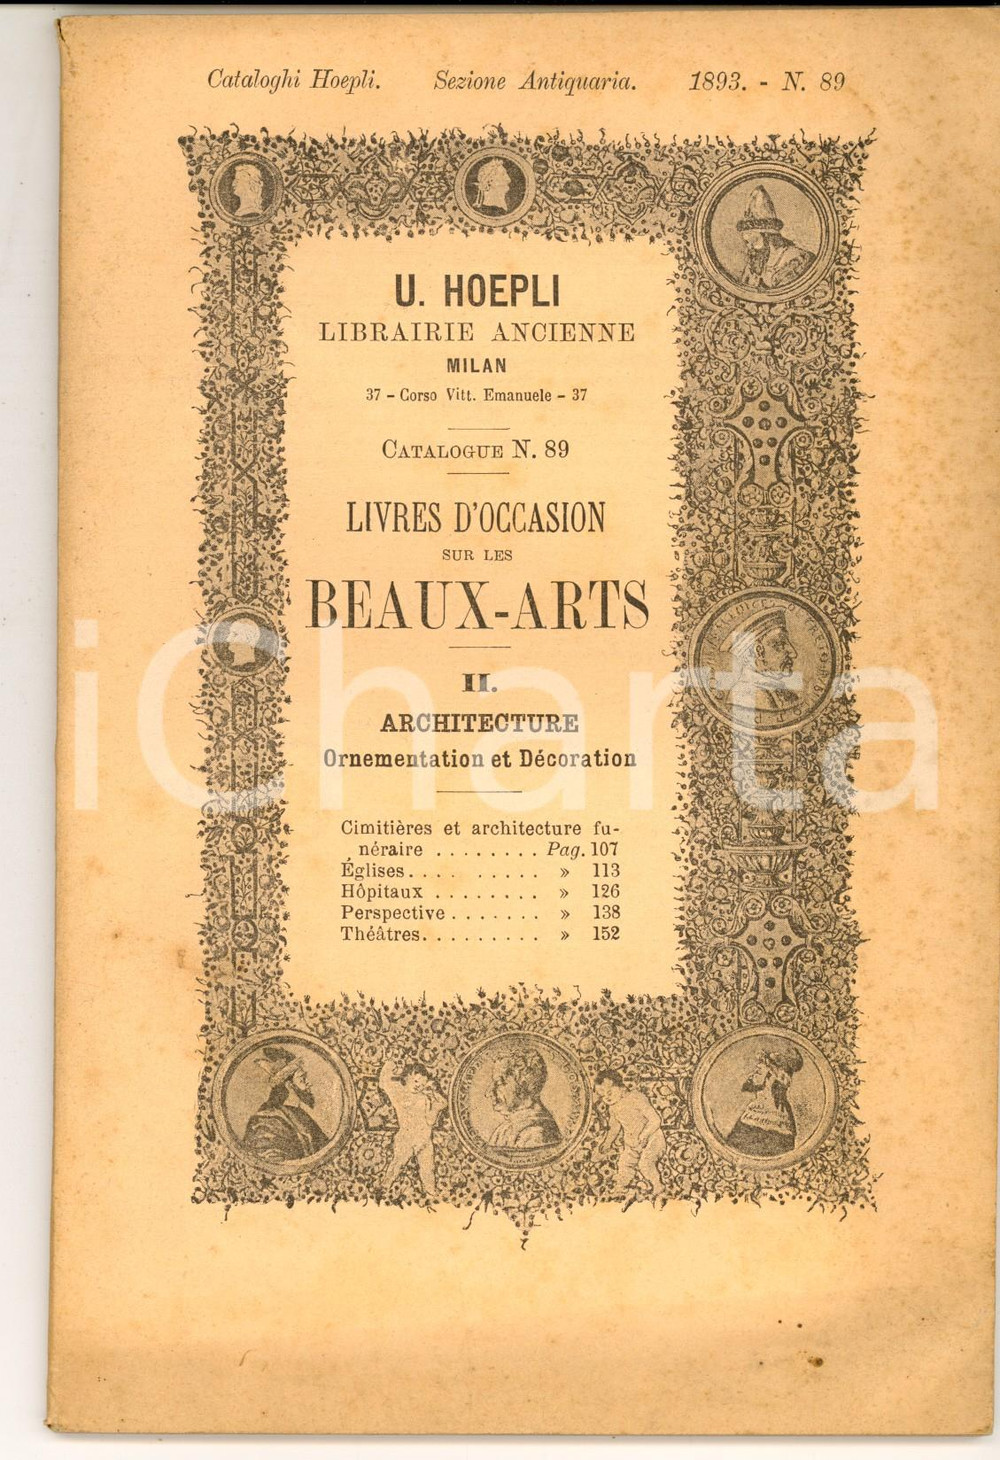 Cataloghi Hoepli. Sezione Antiquaria. 1893. - N. 89
U. HOEPLI
LIBRAIRIE ANCIENNE
MILAN
37 - Corso Vitt. Emanuele - 37
CATALOGUE N. 89
LIVRES D'OCCASION
SUR LES
BEAUX-ARTS
II.
ARCHITECTURE
Ornementation et Décoration
Cimitières et architecture fu-
néraire ........ Pag. 107
Églises.... ..... » 113
Hôpitaux ........ » 126
Perspective ....... » 138
Théâtres.......... » 152
iCharta